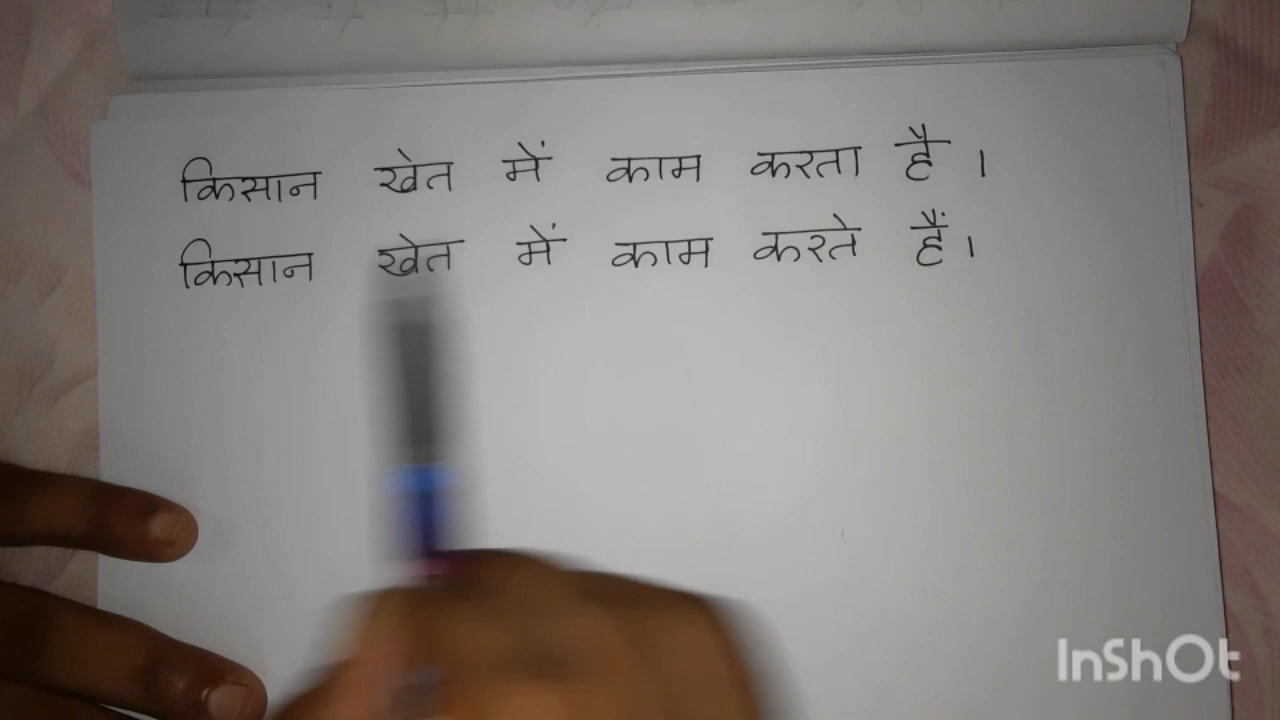 किसान खेत में काम करता है।
किसान खेत में काम करते हैं।
InShOt